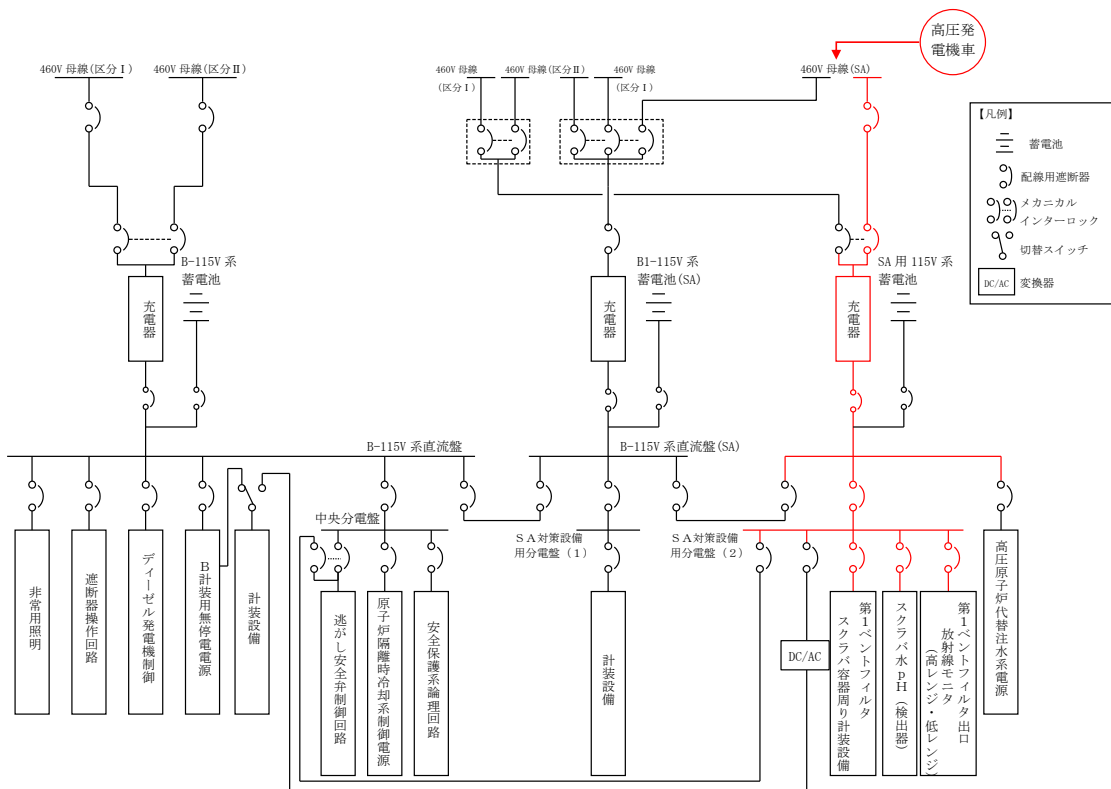 高圧発
電機車
460V 母線(区分Ⅰ)
460V 母線(区分Ⅱ)
460V 母線
(区分Ⅰ)
460V 母線(区分Ⅱ)
460V 母線
(区分Ⅰ)
460V 母線(SA)
【凡例】
蓄電池
配線用遮断器
メカニカル
インターロック
切替スイッチ
DC/AC
変換器
B-115V 系
蓄電池
B1-115V 系
蓄電池(SA)
SA 用 115V 系
蓄電池
充電器
充電器
充電器
B-115V 系直流盤
B-115V 系直流盤(SA)
中央分電盤
ＳＡ対策設備
用分電盤（1）
ＳＡ対策設備
用分電盤（2）
非常用照明
遮断器操作回路
ディーゼル発電機制御
Ｂ計装用無停電電源
計装設備
逃がし安全弁制御回路
原子炉隔離時冷却系制御電源
安全保護系論理回路
計装設備
DC/AC
第１ベントフィルタ
スクラバ容器周り計装設備
スクラバ水ｐＨ（検出器）
第１ベントフィルタ出口
放射線モニタ
（高レンジ・低レンジ）
高圧原子炉代替注水系電源